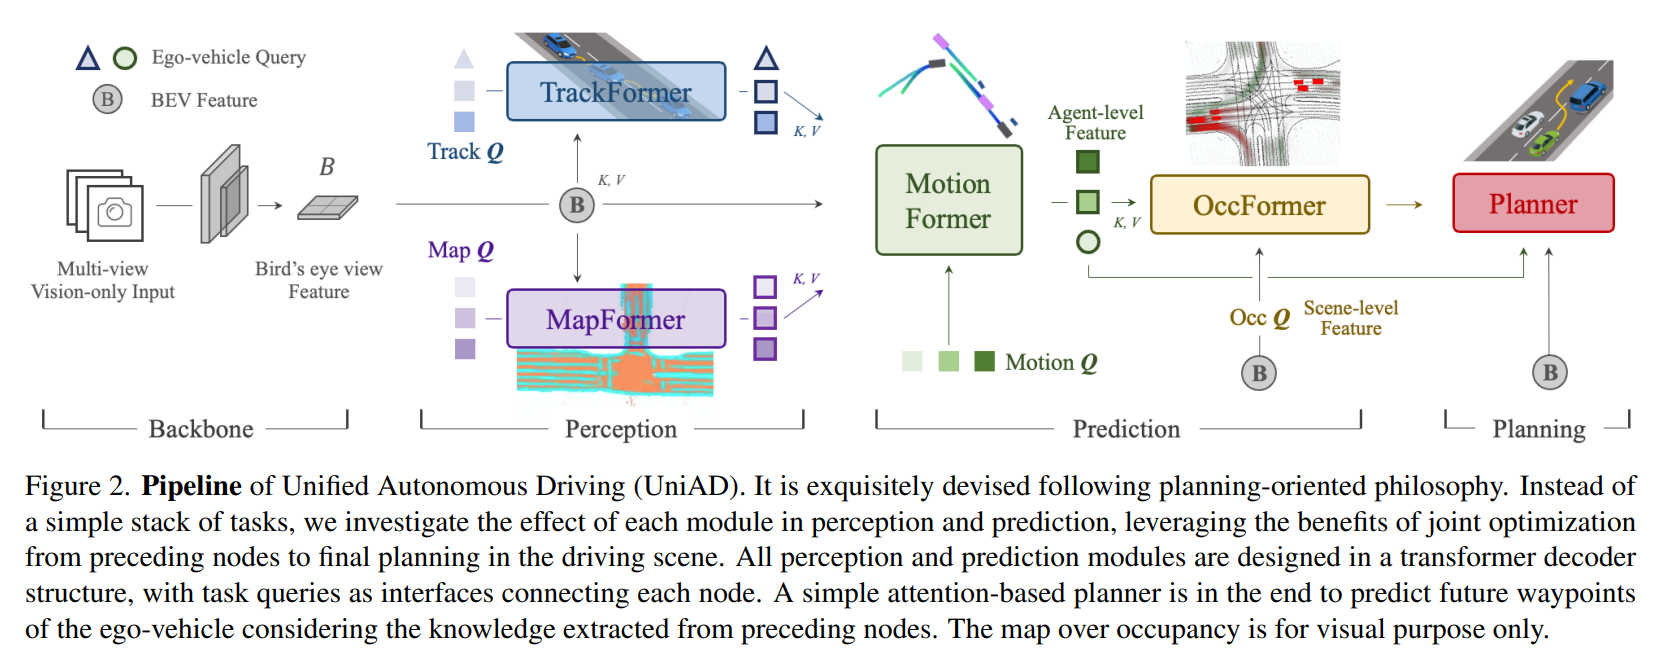 Ego-vehicle Query
B
BEV Feature
B
Multi-view
Vision-only Input
Bird's eye view
Feature
TrackFormer
Track Q
K, V
K, V
B
Map Q
MapFormer
K, V
Motion
Former
Agent-level
Feature
K, V
OccFormer
Planner
Occ Q
Scene-level
Feature
Motion Q
B
B
Backbone
Perception
Prediction
Planning
Figure 2. Pipeline of Unified Autonomous Driving (UniAD). It is exquisitely devised following planning-oriented philosophy. Instead of
a simple stack of tasks, we investigate the effect of each module in perception and prediction, leveraging the benefits of joint optimization
from preceding nodes to final planning in the driving scene. All perception and prediction modules are designed in a transformer decoder
structure, with task queries as interfaces connecting each node. A simple attention-based planner is in the end to predict future waypoints
of the ego-vehicle considering the knowledge extracted from preceding nodes. The map over occupancy is for visual purpose only.